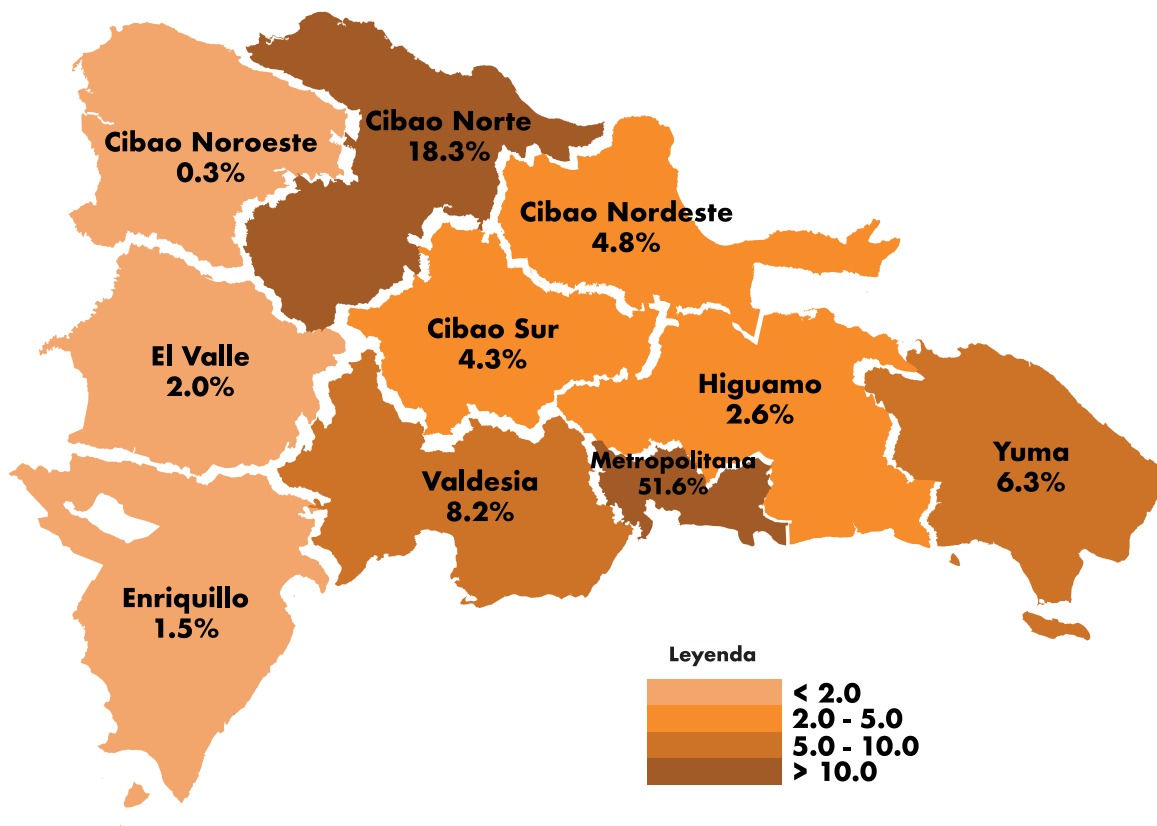 Cibao Noroeste
0.3%
Cibao Norte
18.3%
Cibao Nordeste
4.8%
El Valle
2.0%
Cibao Sur
4.3%
Higuamo
2.6%
Valdesia
8.2%
Metropolitana
51.6%
Yuma
6.3%
Enriquillo
1.5%
Leyenda
< 2.0
2.0 - 5.0
5.0 - 10.0
> 10.0